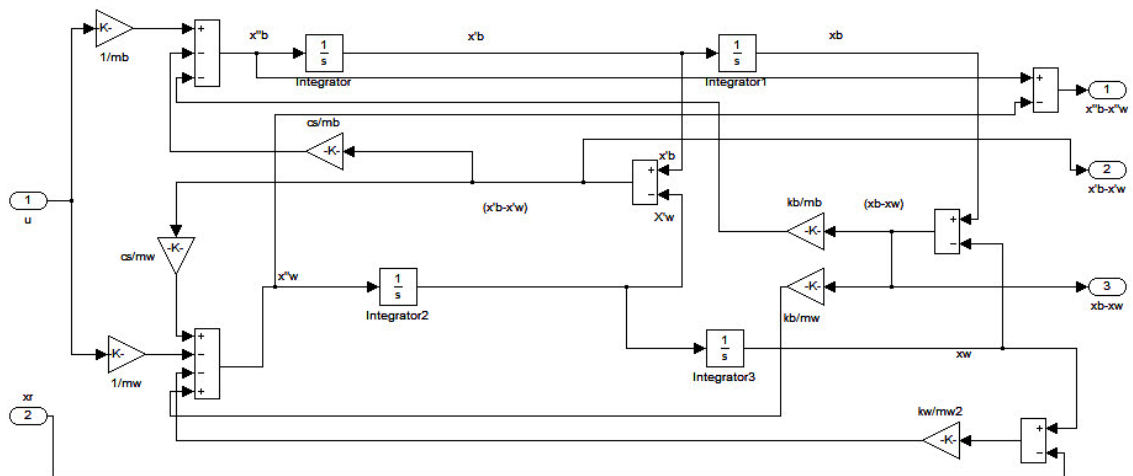 -K-
1/mb
+
−
−
x''b
1
s
Integrator
x'b
1
s
Integrator1
xb
+
−
1
x''b-x''w
cs/mb
-K-
x'b
+
−
X'w
2
x'b-x'w
1
u
(x'b-x'w)
kb/mb
-K-
(xb-xw)
+
−
-K-
cs/mw
x''w
1
s
Integrator2
-K-
kb/mw
3
xb-xw
+
−
−
+
-K-
1/mw
1
s
Integrator3
xw
xr
2
kw/mw2
-K-
+
−